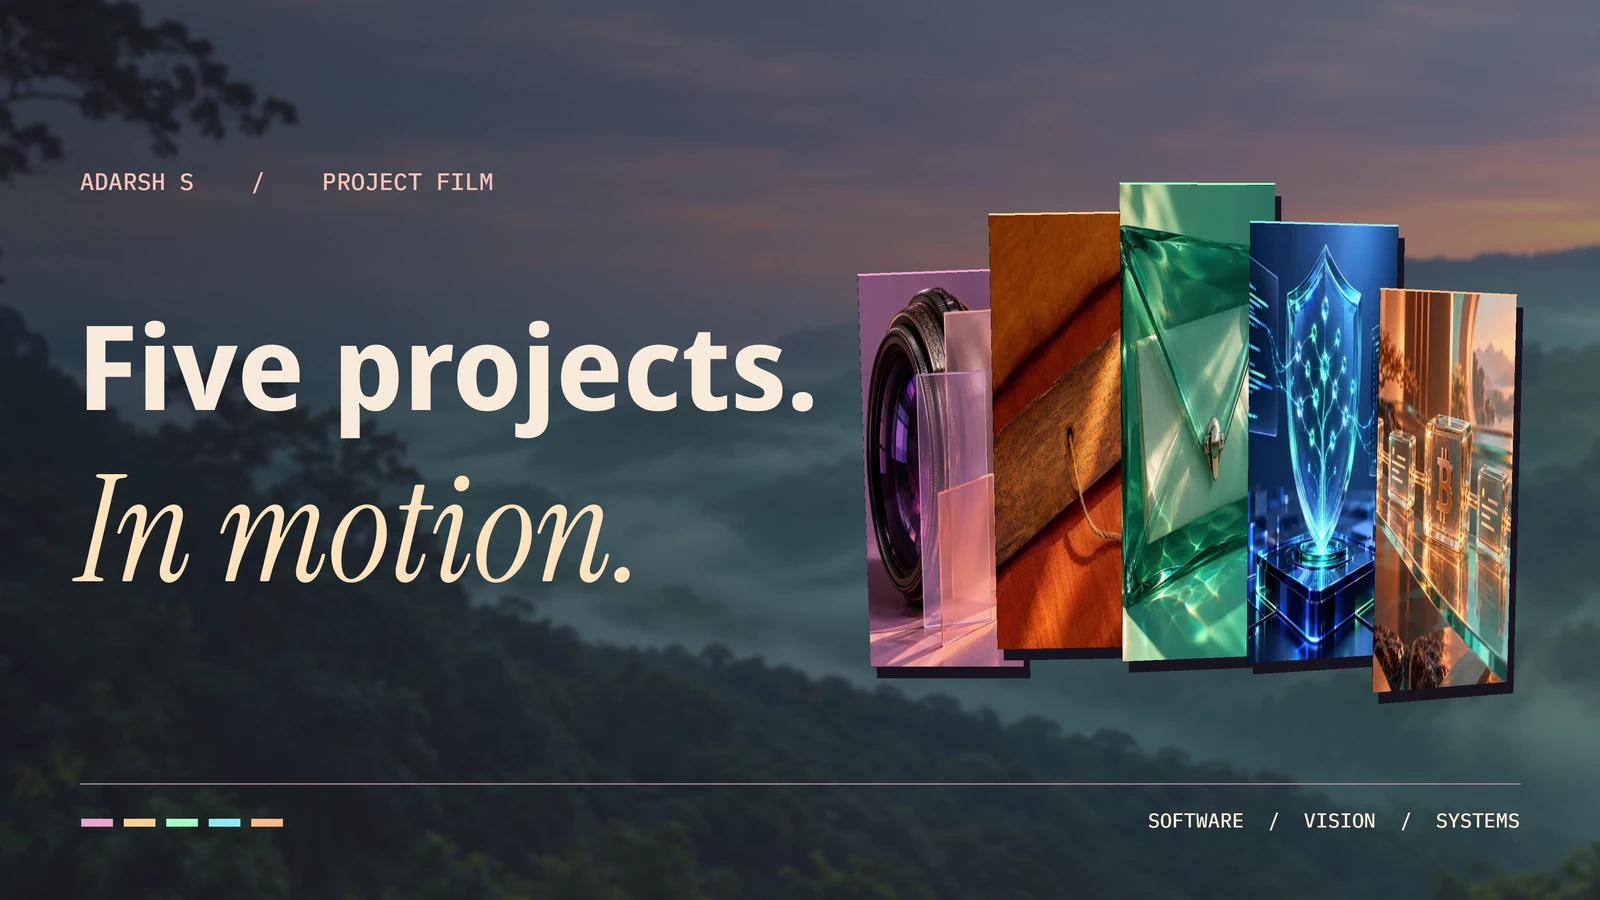 ADARSH S / PROJECT FILM
Five projects.
In motion.
SOFTWARE / VISION / SYSTEMS